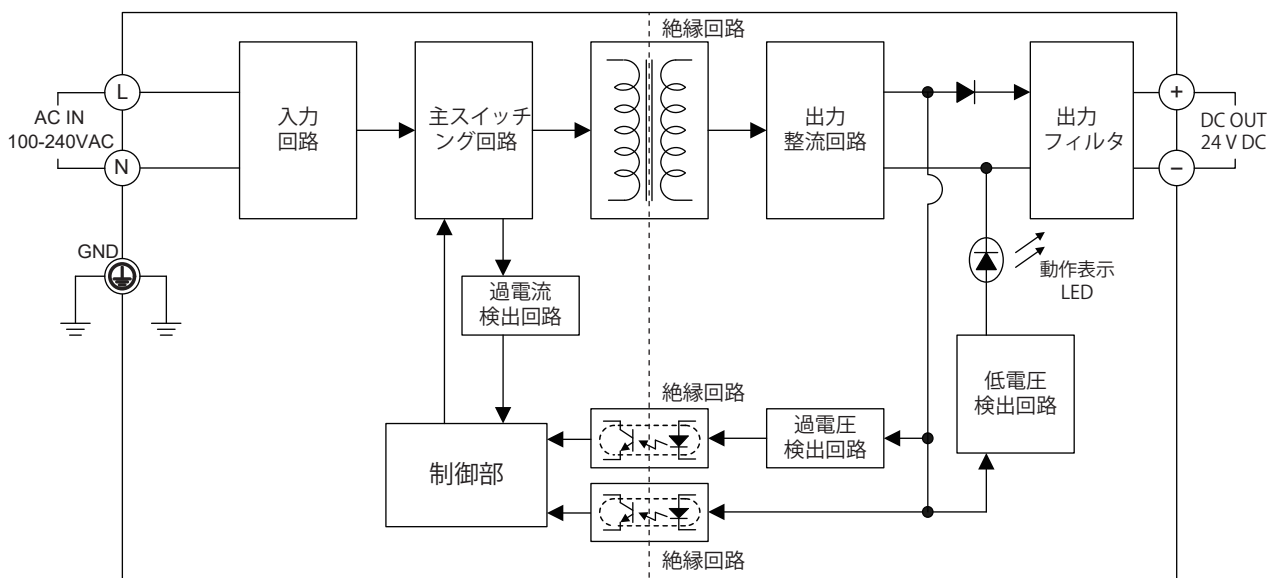 絶縁回路
L
AC IN
100-240VAC
N
入力
回路
主スイッチ
ング回路
出力
整流回路
出力
フィルタ
+
DC OUT
24 V DC
−
GND
過電流
検出回路
動作表示
LED
低電圧
検出回路
絶縁回路
過電圧
検出回路
制御部
絶縁回路